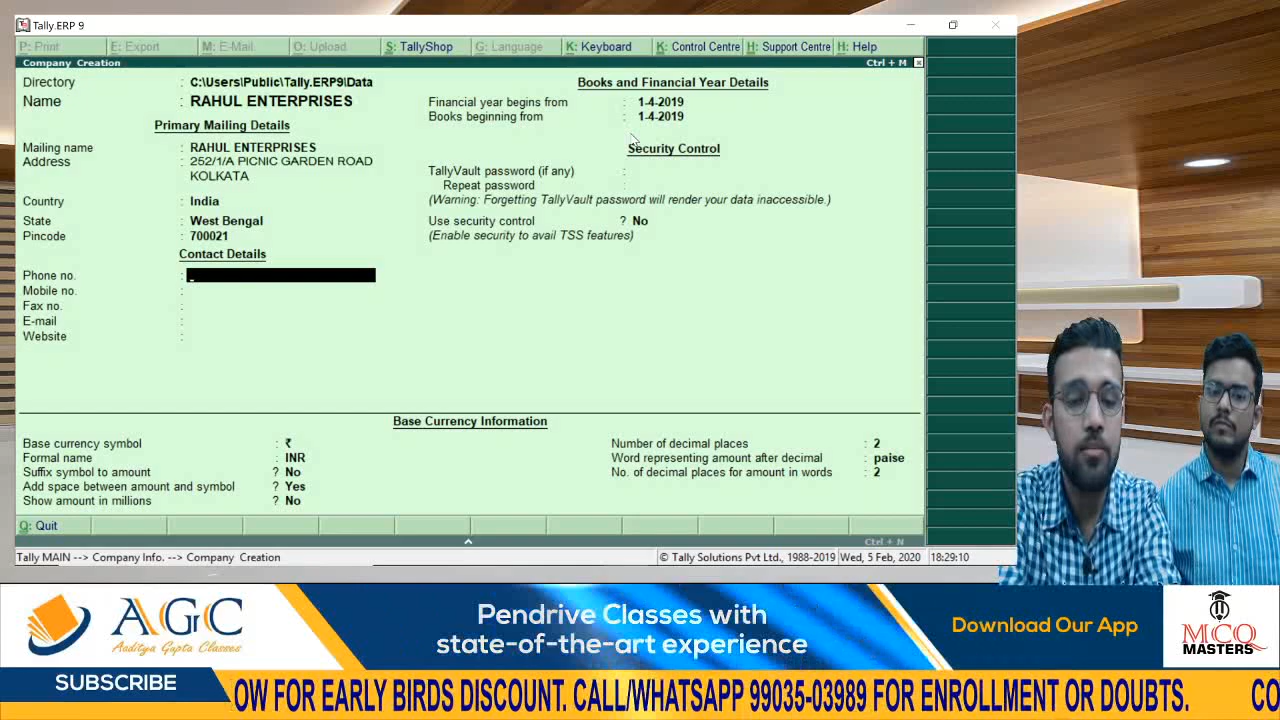 Tally.ERP 9
P: Print E: Export M: E-Mail O: Upload S: TallyShop G: Language K: Keyboard K: Control Centre H: Support Centre H: Help
Company Creation Ctrl + M
Directory : C:\Users\Public\Tally.ERP9\Data
Name : RAHUL ENTERPRISES
Primary Mailing Details
Mailing name : RAHUL ENTERPRISES
Address : 252/1/A PICNIC GARDEN ROAD
KOLKATA
Country : India
State : West Bengal
Pincode : 700021
Contact Details
Phone no. :
Mobile no. :
Fax no. :
E-mail :
Website :
Books and Financial Year Details
Financial year begins from : 1-4-2019
Books beginning from : 1-4-2019
Security Control
TallyVault password (if any) :
Repeat password :
(Warning: Forgetting TallyVault password will render your data inaccessible.)
Use security control ? No
(Enable security to avail TSS features)
Base Currency Information
Base currency symbol : ₹
Formal name : INR
Suffix symbol to amount ? No
Add space between amount and symbol ? Yes
Show amount in millions ? No
Number of decimal places : 2
Word representing amount after decimal : paise
No. of decimal places for amount in words : 2
Q: Quit
Ctrl + N
Tally MAIN --> Company Info. --> Company Creation © Tally Solutions Pvt Ltd., 1988-2019 Wed, 5 Feb, 2020 18:29:10
AGC
Aaditya Gupta Classes
Pendrive Classes with
state-of-the-art experience
Download Our App
MCQ
MASTERS
SUBSCRIBE
OW FOR EARLY BIRDS DISCOUNT. CALL/WHATSAPP 99035-03989 FOR ENROLLMENT OR DOUBTS. CO